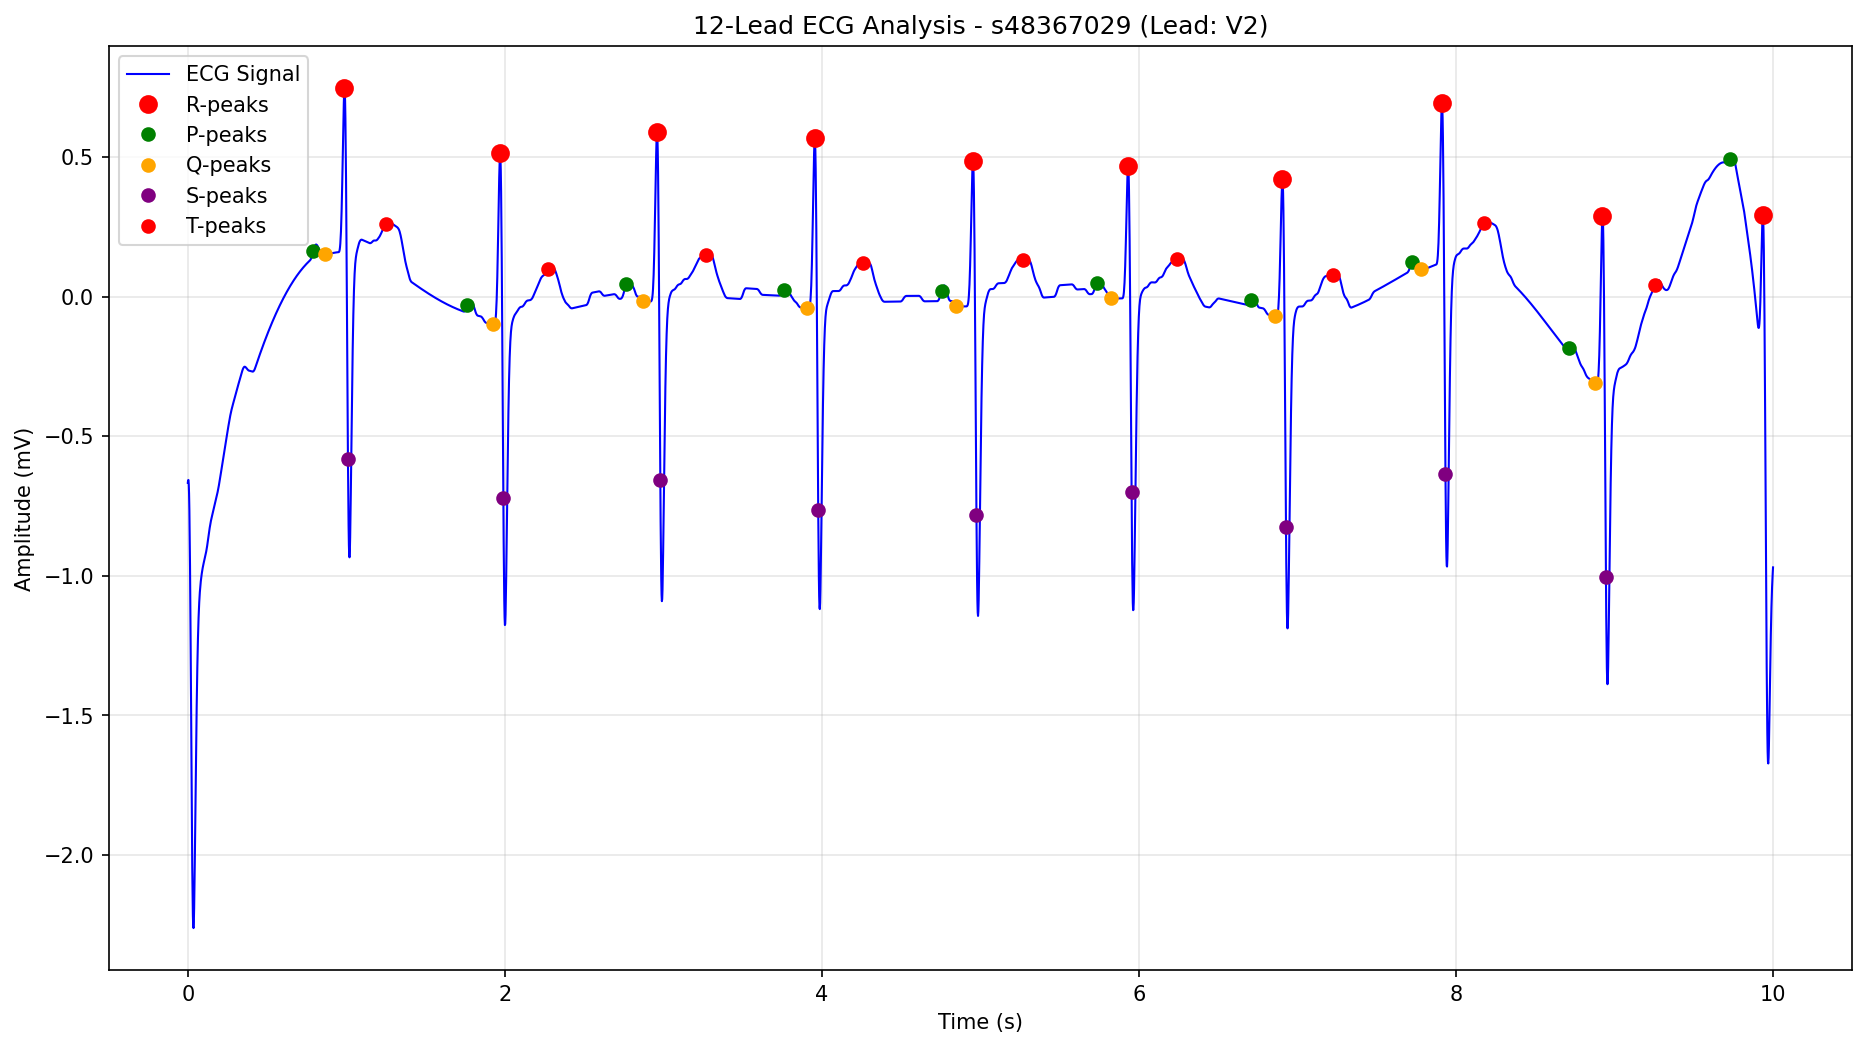 12-Lead ECG Analysis - s48367029 (Lead: V2)
ECG Signal
R-peaks
P-peaks
Q-peaks
S-peaks
T-peaks
Amplitude (mV)
0.5
0.0
−0.5
−1.0
−1.5
−2.0
0 2 4 6 8 10
Time (s)